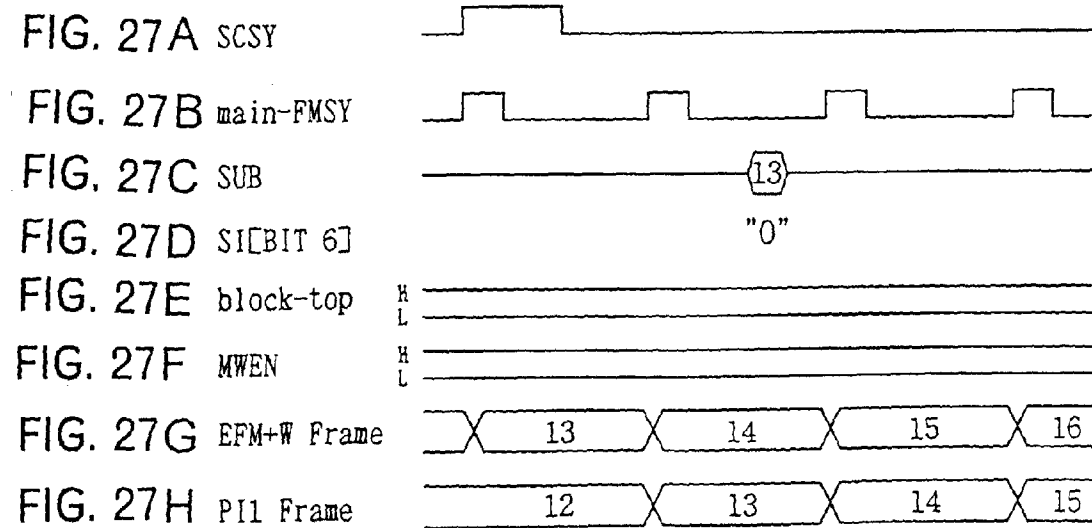 FIG. 27A SCSY
FIG. 27B main-FMSY
FIG. 27C SUB 13
FIG. 27D SI[BIT 6] "0"
FIG. 27E block-top H L
FIG. 27F MWEN H L
FIG. 27G EFM+W Frame 13 14 15 16
FIG. 27H PI1 Frame 12 13 14 15